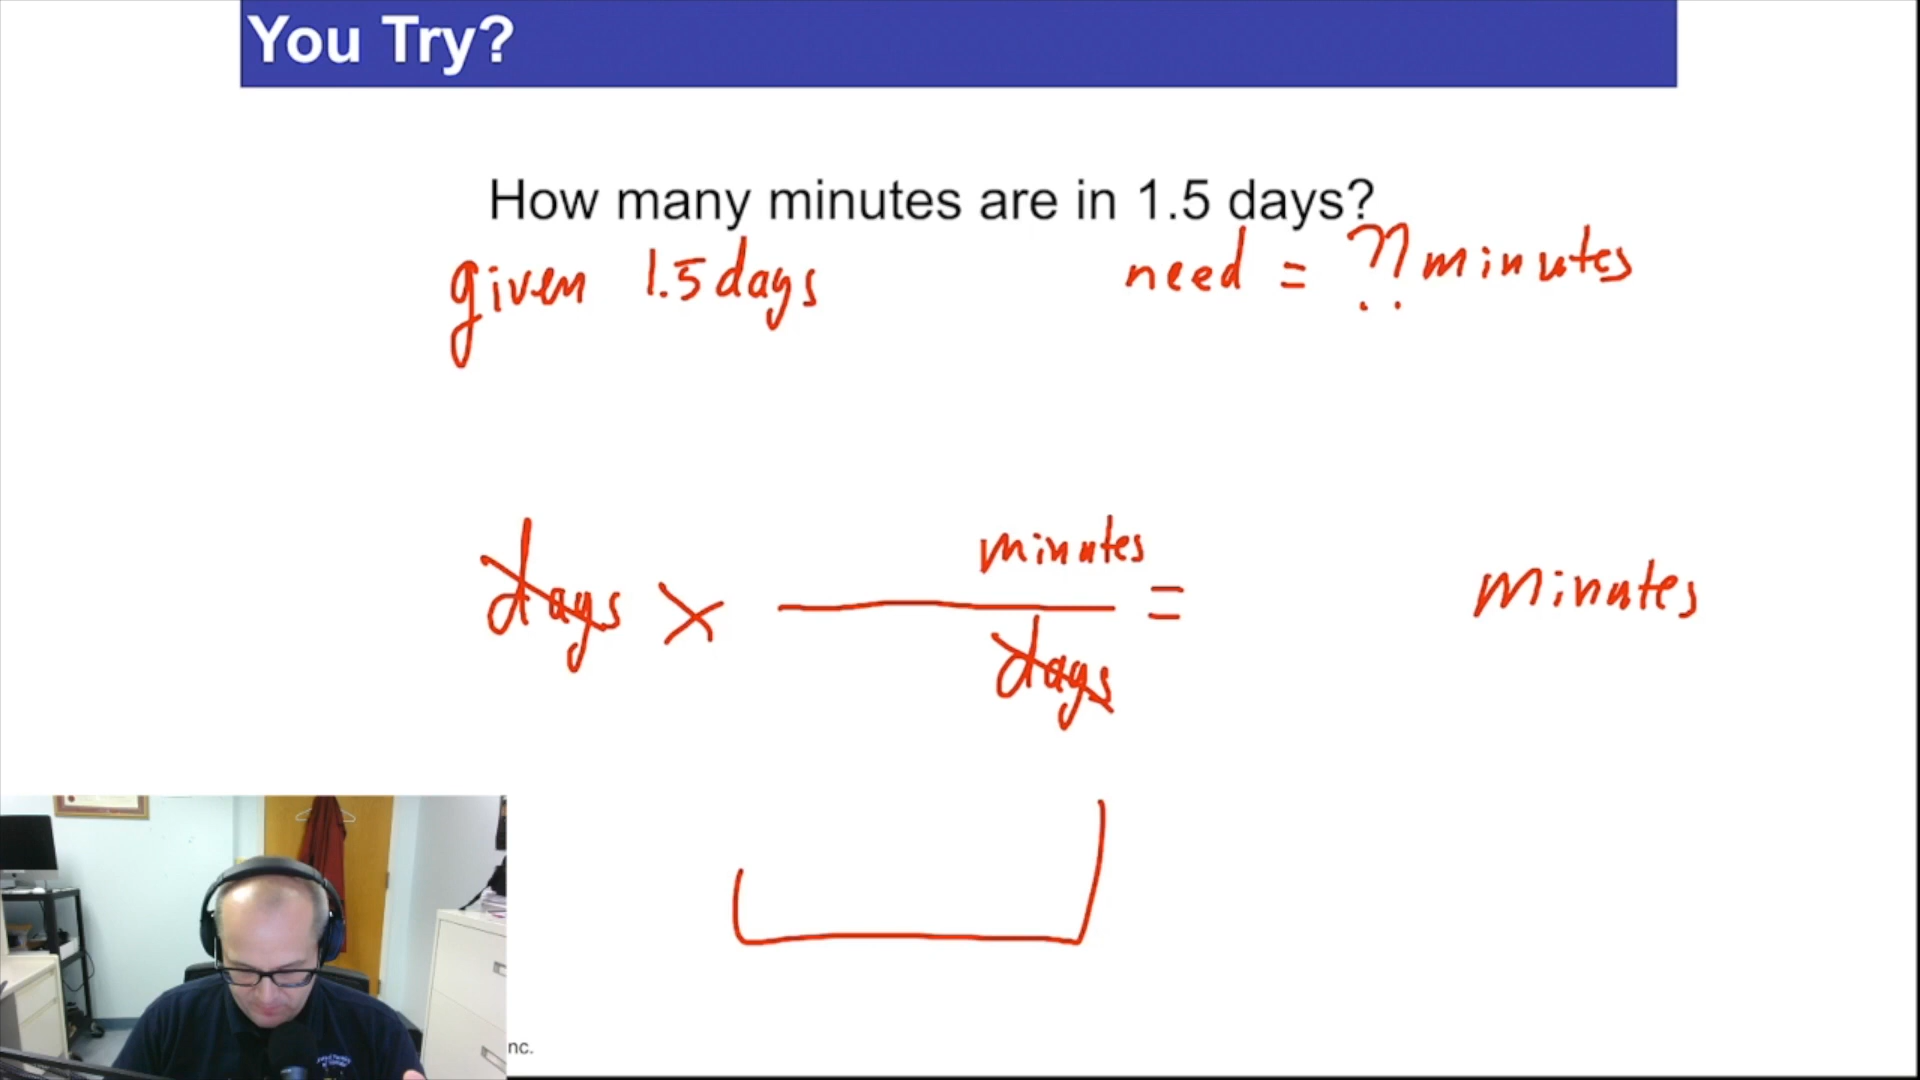 You Try?
How many minutes are in 1.5 days?
given 1.5 days need = ?? minutes
minutes
days × = minutes
days
nc.